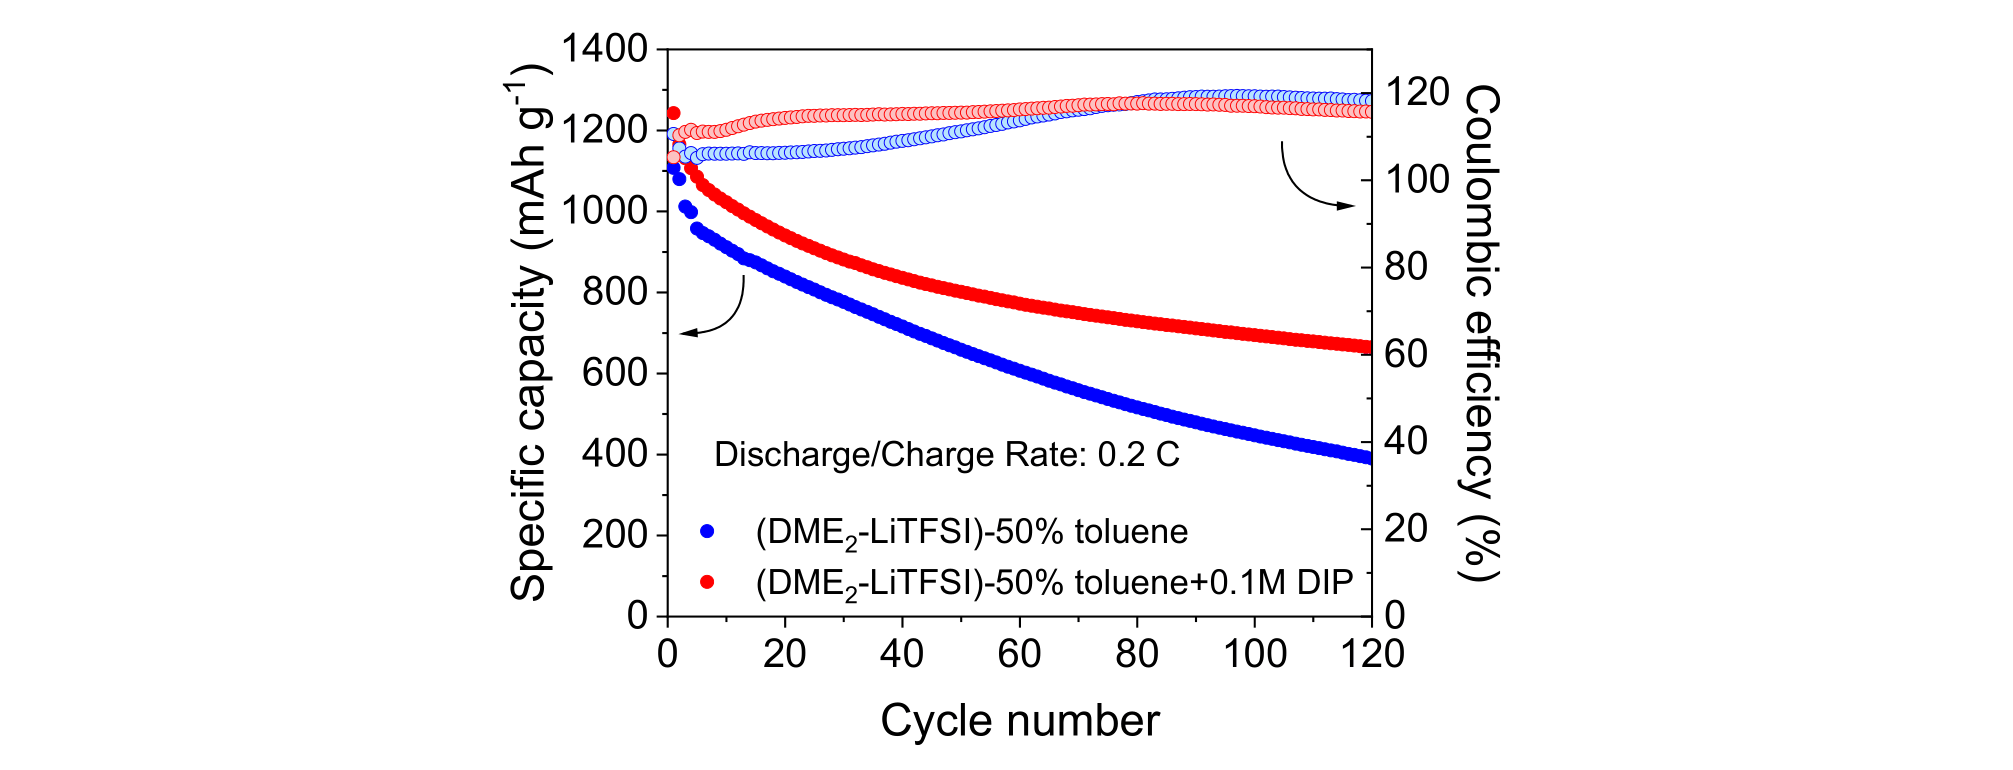 1400
1200
1000
800
600
400
200
0
Specific capacity (mAh g⁻¹)
120
100
80
60
40
20
0
Coulombic efficiency (%)
Discharge/Charge Rate: 0.2 C
(DME₂-LiTFSI)-50% toluene
(DME₂-LiTFSI)-50% toluene+0.1M DIP
0 20 40 60 80 100 120
Cycle number